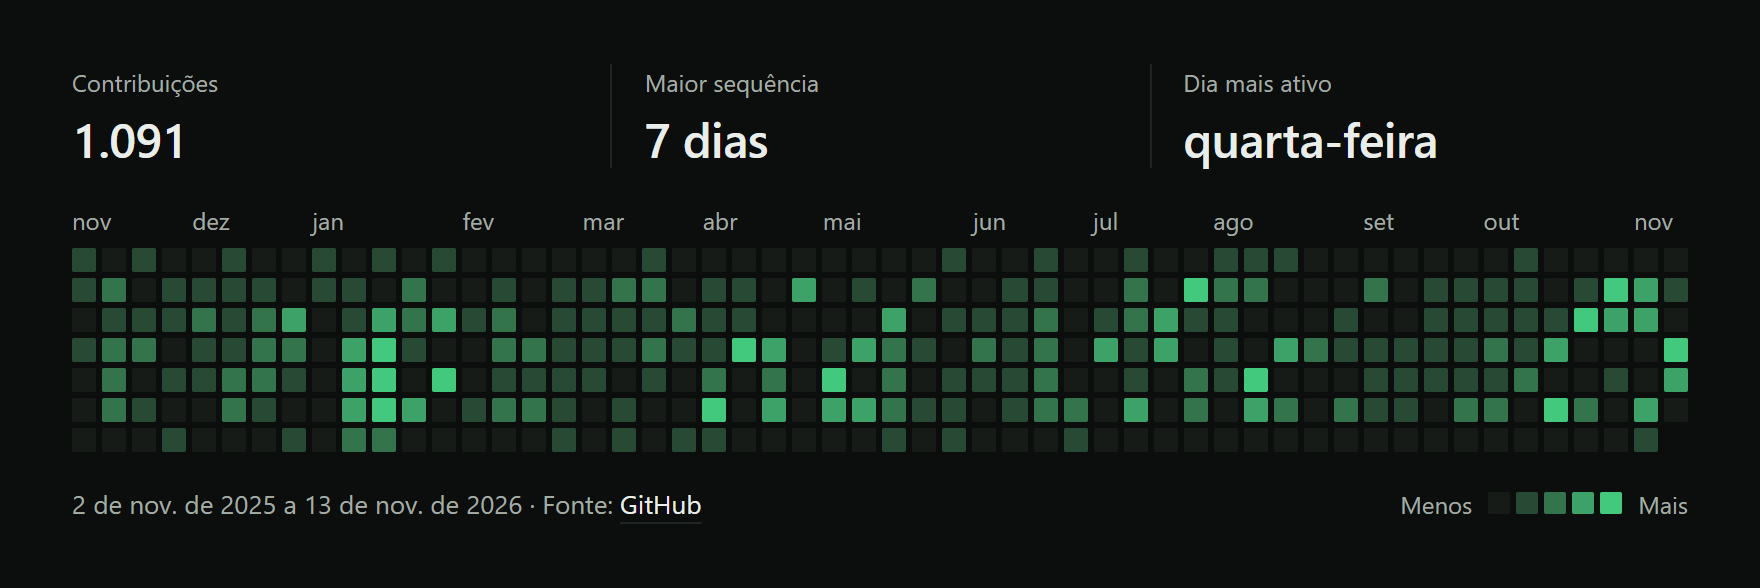 Contribuições
1.091
Maior sequência
7 dias
Dia mais ativo
quarta-feira
nov dez jan fev mar abr mai jun jul ago set out nov
2 de nov. de 2025 a 13 de nov. de 2026 · Fonte: GitHub
Menos Mais